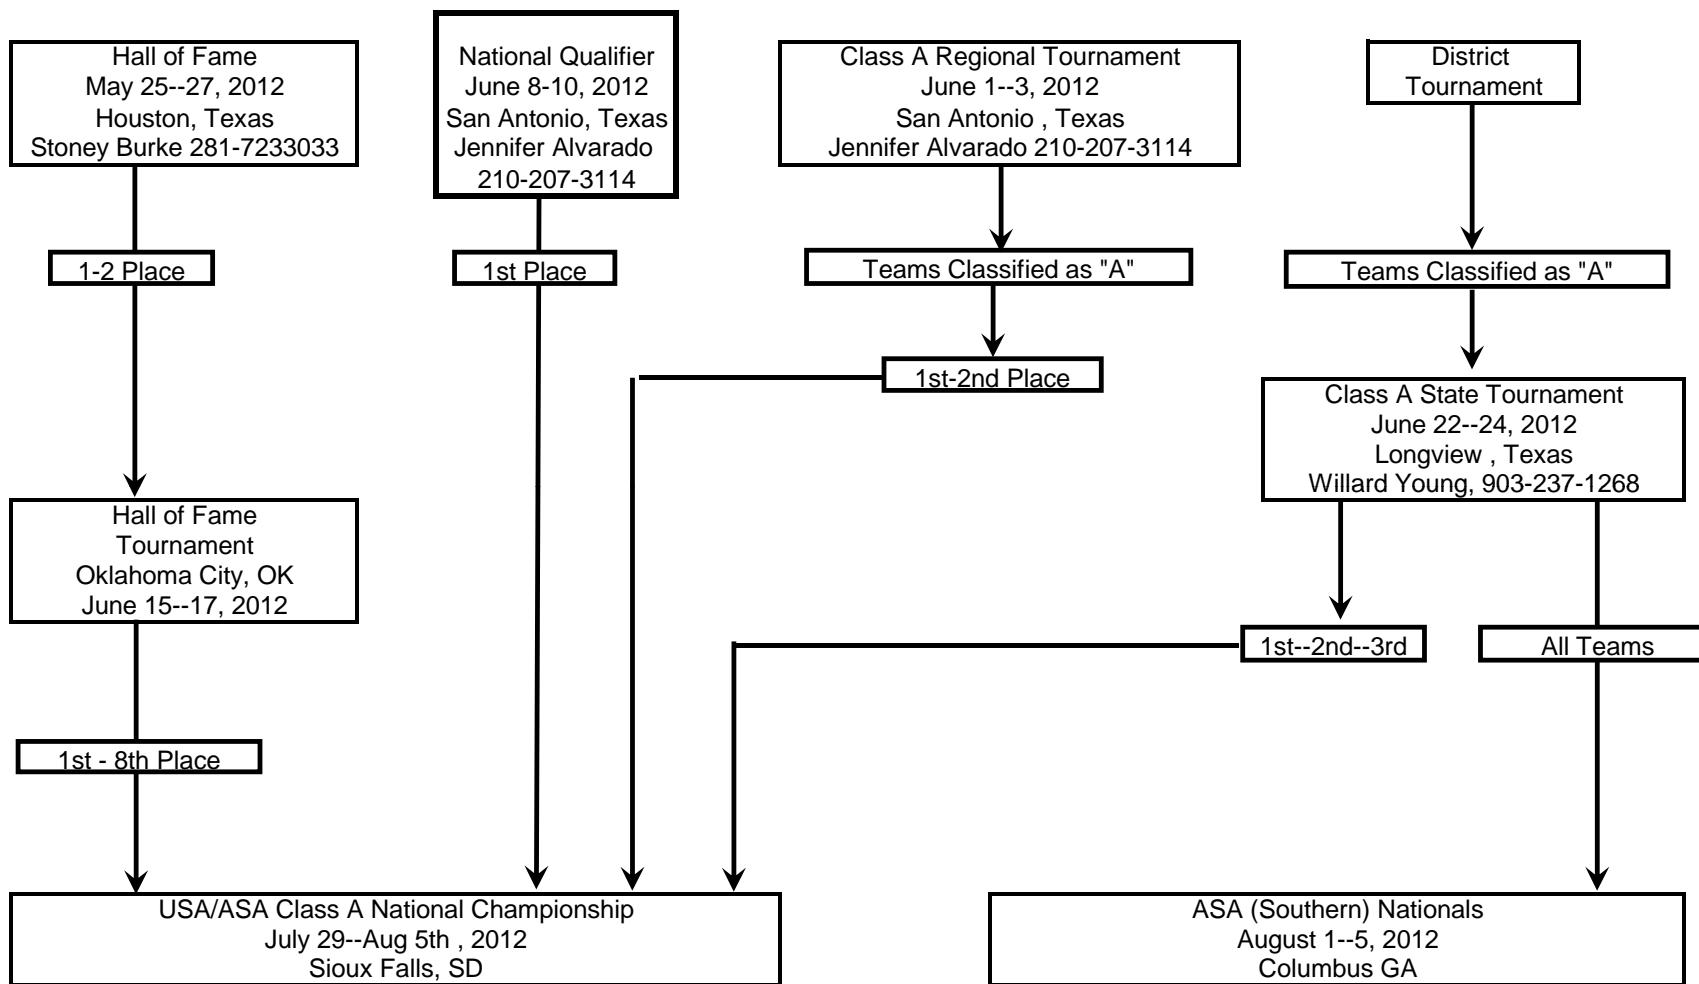 Hall of Fame
May 25--27, 2012
Houston, Texas
Stoney Burke 281-7233033
National Qualifier
June 8-10, 2012
San Antonio, Texas
Jennifer Alvarado
210-207-3114
Class A Regional Tournament
June 1--3, 2012
San Antonio , Texas
Jennifer Alvarado 210-207-3114
District
Tournament
1-2 Place
1st Place
Teams Classified as "A"
Teams Classified as "A"
1st-2nd Place
Class A State Tournament
June 22--24, 2012
Longview , Texas
Willard Young, 903-237-1268
Hall of Fame
Tournament
Oklahoma City, OK
June 15--17, 2012
1st--2nd--3rd
All Teams
1st - 8th Place
USA/ASA Class A National Championship
July 29--Aug 5th , 2012
Sioux Falls, SD
ASA (Southern) Nationals
August 1--5, 2012
Columbus GA